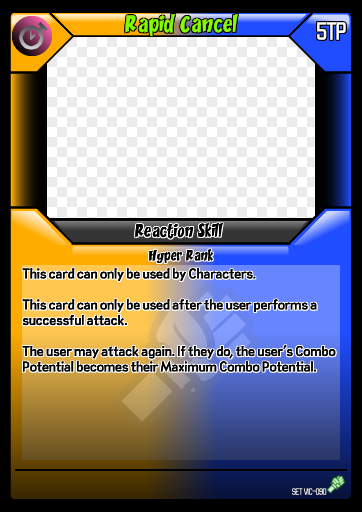 Rapid Cancel
5TP
Reaction Skill
Hyper Rank
This card can only be used by Characters.
This card can only be used after the user performs a
successful attack.
The user may attack again. If they do, the user's Combo
Potential becomes their Maximum Combo Potential.
SET VIC-090